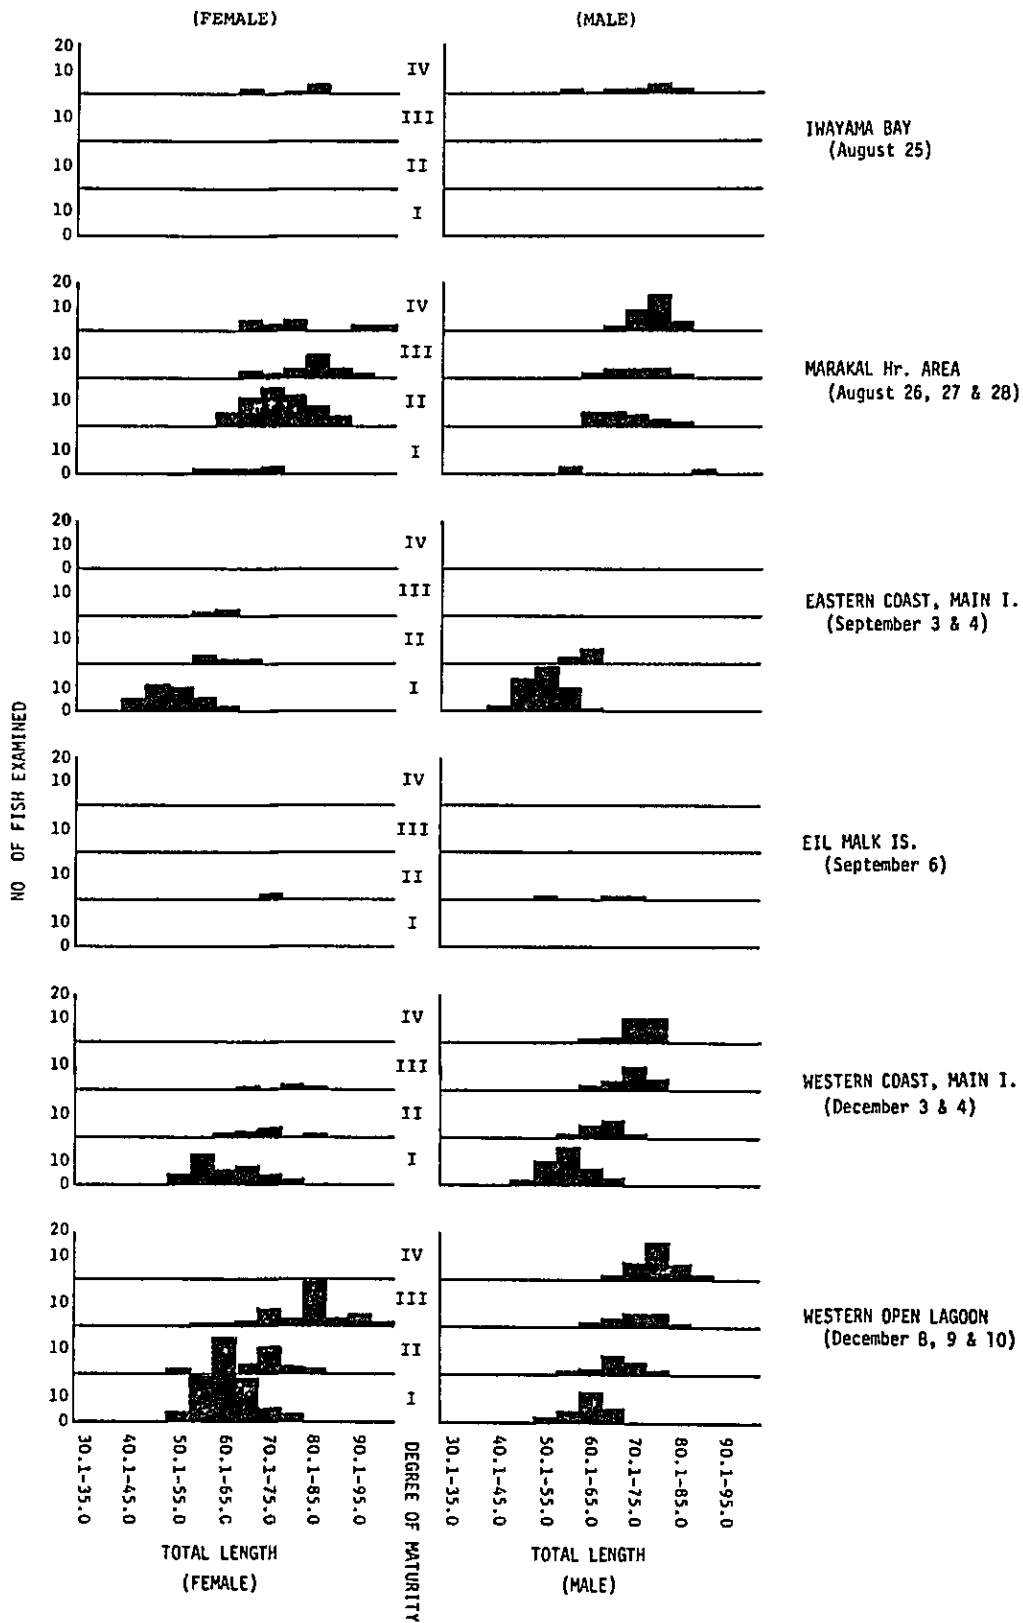 (FEMALE) (MALE)
20
10 IV
10 III
10 II
10 I
0
IWAYAMA BAY
(August 25)
20
10 IV
10 III
10 II
10 I
0
MARAKAL Hr. AREA
(August 26, 27 & 28)
20
10 IV
0
10 III
10 II
10 I
0
EASTERN COAST, MAIN I.
(September 3 & 4)
20
10 IV
10 III
10 II
10 I
0
EIL MALK IS.
(September 6)
20
10 IV
10 III
10 II
10 I
0
WESTERN COAST, MAIN I.
(December 3 & 4)
20
10 IV
10 III
10 II
10 I
0
WESTERN OPEN LAGOON
(December 8, 9 & 10)
NO OF FISH EXAMINED
30.1-35.0
40.1-45.0
50.1-55.0
60.1-65.0
70.1-75.0
80.1-85.0
90.1-95.0
DEGREE OF MATURITY
30.1-35.0
40.1-45.0
50.1-55.0
60.1-65.0
70.1-75.0
80.1-85.0
90.1-95.0
TOTAL LENGTH
(FEMALE)
TOTAL LENGTH
(MALE)